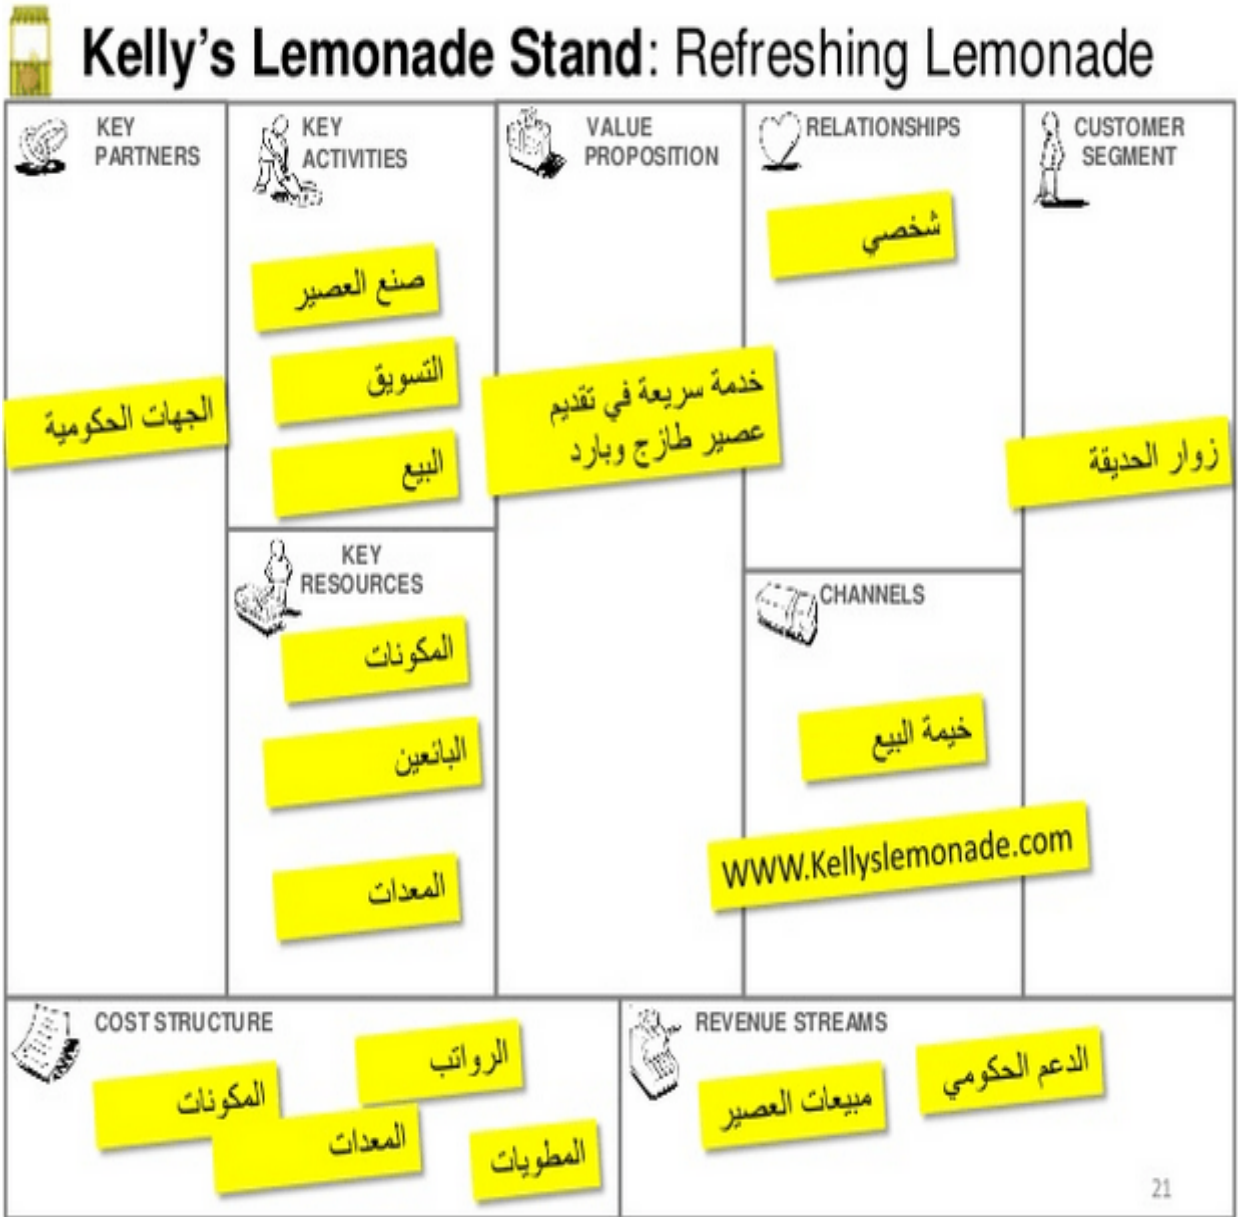 Kelly's Lemonade Stand: Refreshing Lemonade
KEY
PARTNERS
الجهات الحكومية
KEY
ACTIVITIES
صنع العصير
التسويق
البيع
KEY
RESOURCES
المكونات
البائعين
المعدات
VALUE
PROPOSITION
خدمة سريعة في تقديم
عصير طازج وبارد
RELATIONSHIPS
شخصي
CHANNELS
خيمة البيع
WWW.Kellyslemonade.com
CUSTOMER
SEGMENT
زوار الحديقة
COST STRUCTURE
الرواتب
المكونات
المعدات
المطويات
REVENUE STREAMS
الدعم الحكومي
مبيعات العصير
21